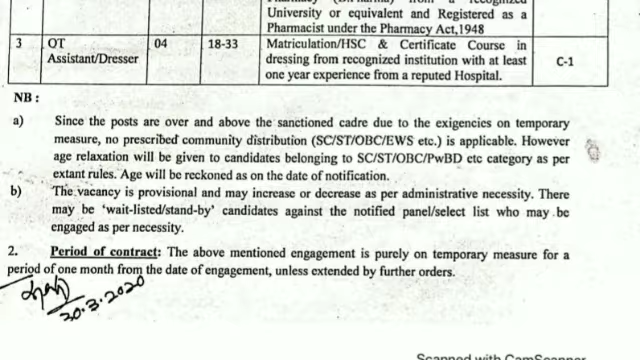 Pharmacy (D.Pharma) from a recognized
University or equivalent and Registered as a
Pharmacist under the Pharmacy Act,1948
3 OT Assistant/Dresser 04 18-33 Matriculation/HSC & Certificate Course in
dressing from recognized institution with at least
one year experience from a reputed Hospital. C-1
NB :
a) Since the posts are over and above the sanctioned cadre due to the exigencies on temporary
measure, no prescribed community distribution (SC/ST/OBC/EWS etc.) is applicable. However
age relaxation will be given to candidates belonging to SC/ST/OBC/PwBD etc category as per
extant rules. Age will be reckoned as on the date of notification.
b) The vacancy is provisional and may increase or decrease as per administrative necessity. There
may be ‘wait-listed/stand-by’ candidates against the notified panel/select list who may be
engaged as per necessity.
2. Period of contract: The above mentioned engagement is purely on temporary measure for a
period of one month from the date of engagement, unless extended by further orders.
30.3.2020
Scanned with CamScanner